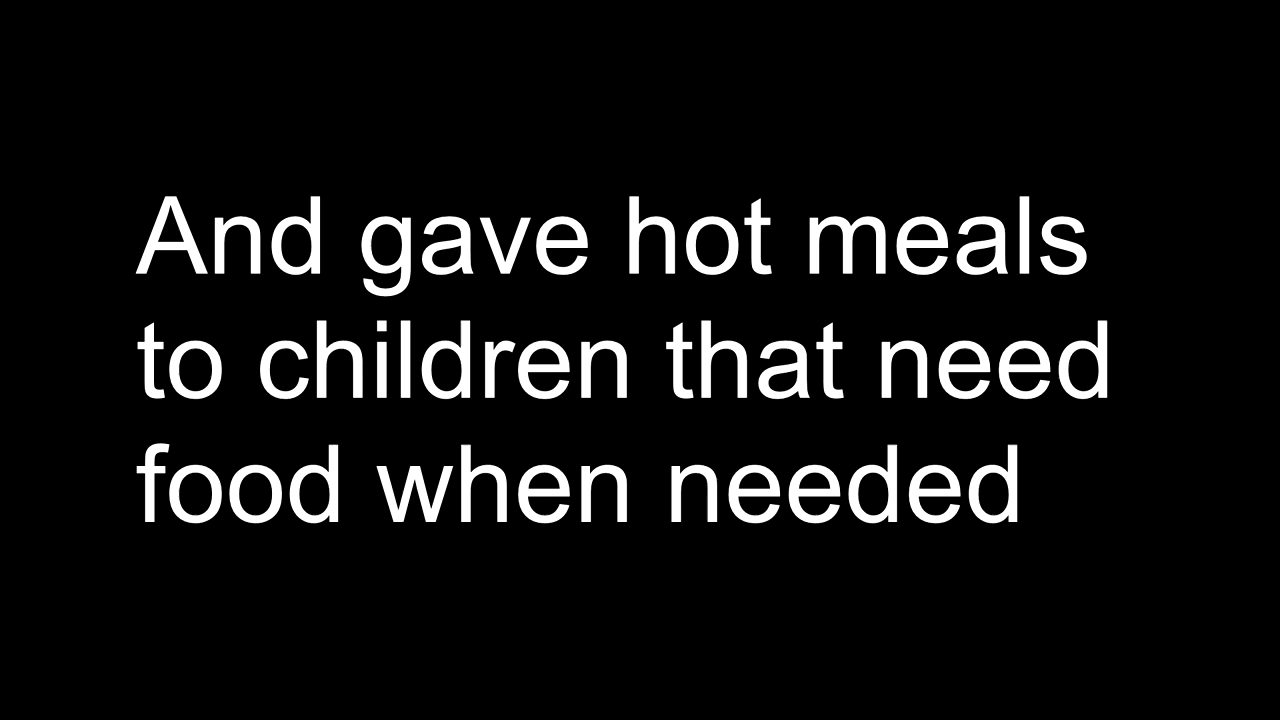 And gave hot meals
to children that need
food when needed